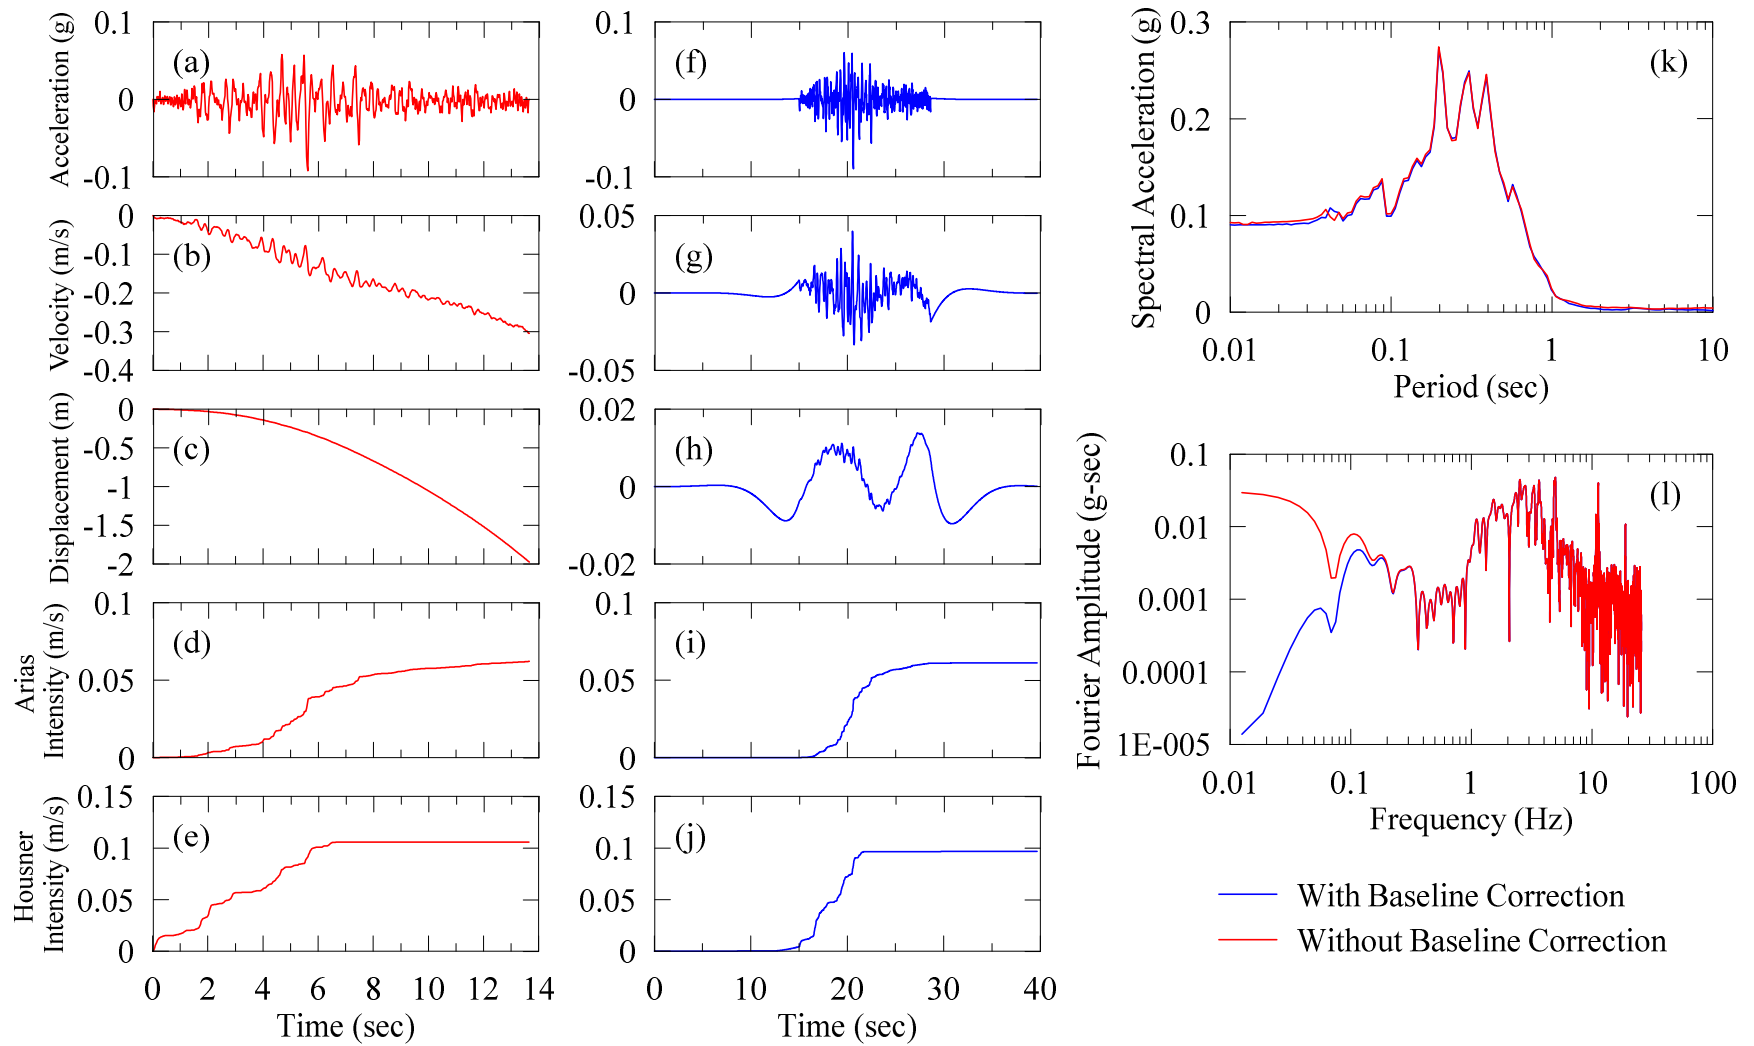 Acceleration (g)
0.1
0
-0.1
(a)
Velocity (m/s)
0
-0.1
-0.2
-0.3
-0.4
(b)
Displacement (m)
0
-0.5
-1
-1.5
-2
(c)
Arias
Intensity (m/s)
0.1
0.05
0
(d)
Housner
Intensity (m/s)
0.15
0.1
0.05
0
(e)
0 2 4 6 8 10 12 14
Time (sec)
0.1
0
-0.1
(f)
0.05
0
-0.05
(g)
0.02
0
-0.02
(h)
0.1
0.05
0
(i)
0.15
0.1
0.05
0
(j)
0 10 20 30 40
Time (sec)
Spectral Acceleration (g)
0.3
0.2
0.1
0
(k)
0.01 0.1 1 10
Period (sec)
Fourier Amplitude (g-sec)
0.1
0.01
0.001
0.0001
1E-005
(l)
0.01 0.1 1 10 100
Frequency (Hz)
With Baseline Correction
Without Baseline Correction